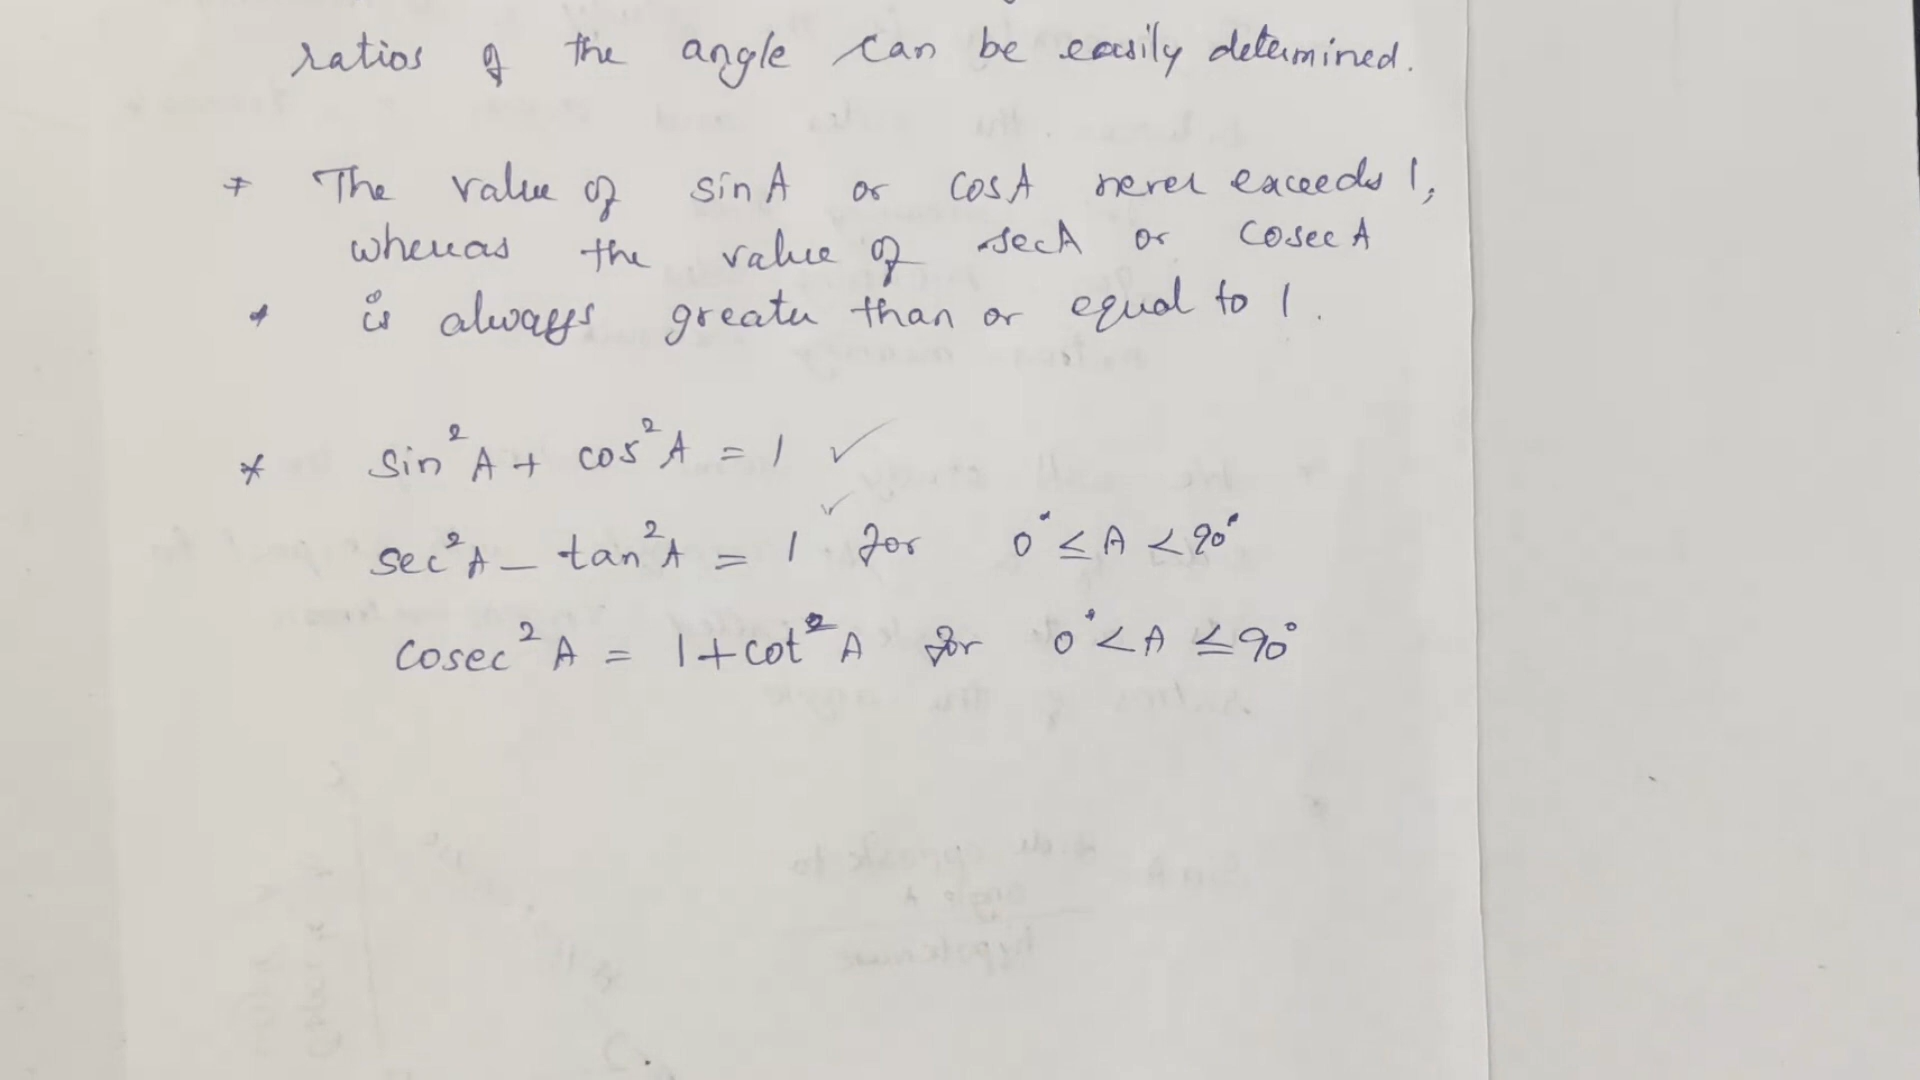 ratios of the angle can be easily determined.
* The value of sin A or cos A never exceeds 1,
whereas the value of sec A or cosec A
* is always greater than or equal to 1.
* sin²A + cos²A = 1 ✓
sec²A – tan²A = 1 ✓ for 0° ≤ A < 90°
cosec²A = 1 + cot²A for 0° < A ≤ 90°